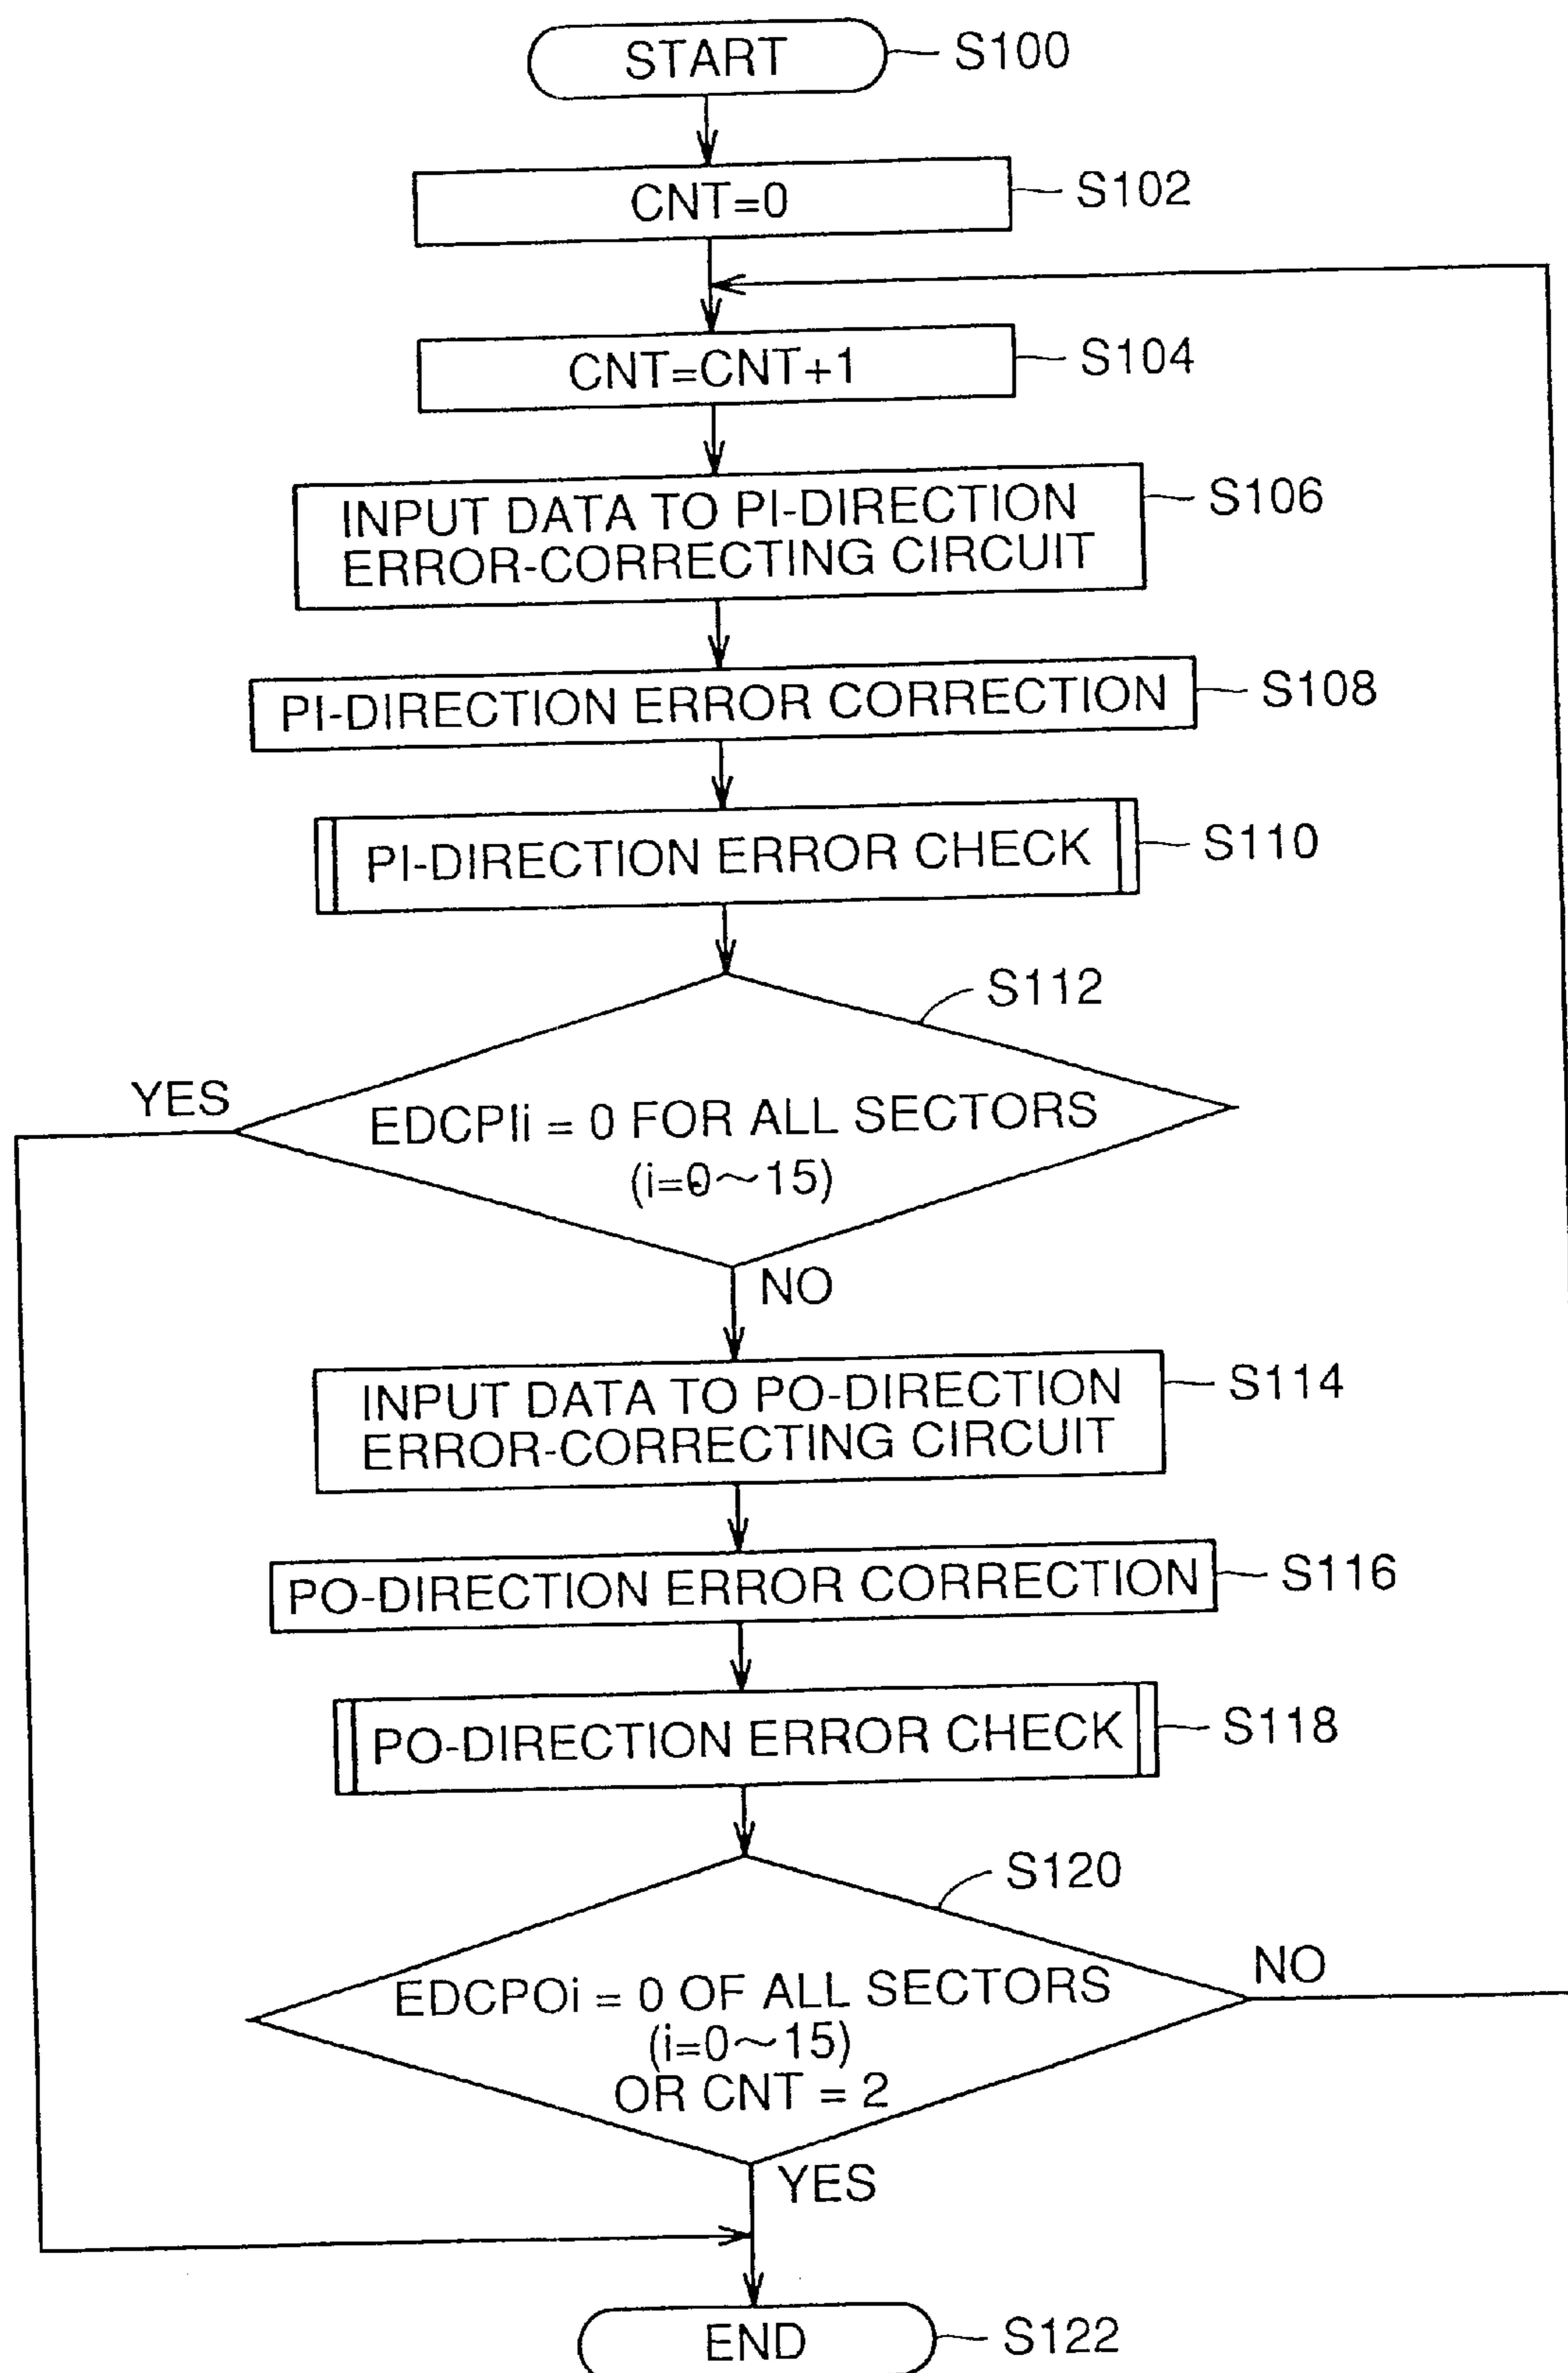 START
S100
CNT=0
S102
CNT=CNT+1
S104
INPUT DATA TO PI-DIRECTION
ERROR-CORRECTING CIRCUIT
S106
PI-DIRECTION ERROR CORRECTION
S108
PI-DIRECTION ERROR CHECK
S110
S112
YES
EDCPIi = 0 FOR ALL SECTORS
(i=0~15)
NO
INPUT DATA TO PO-DIRECTION
ERROR-CORRECTING CIRCUIT
S114
PO-DIRECTION ERROR CORRECTION
S116
PO-DIRECTION ERROR CHECK
S118
S120
NO
EDCPOi = 0 OF ALL SECTORS
(i=0~15)
OR CNT = 2
YES
END
S122